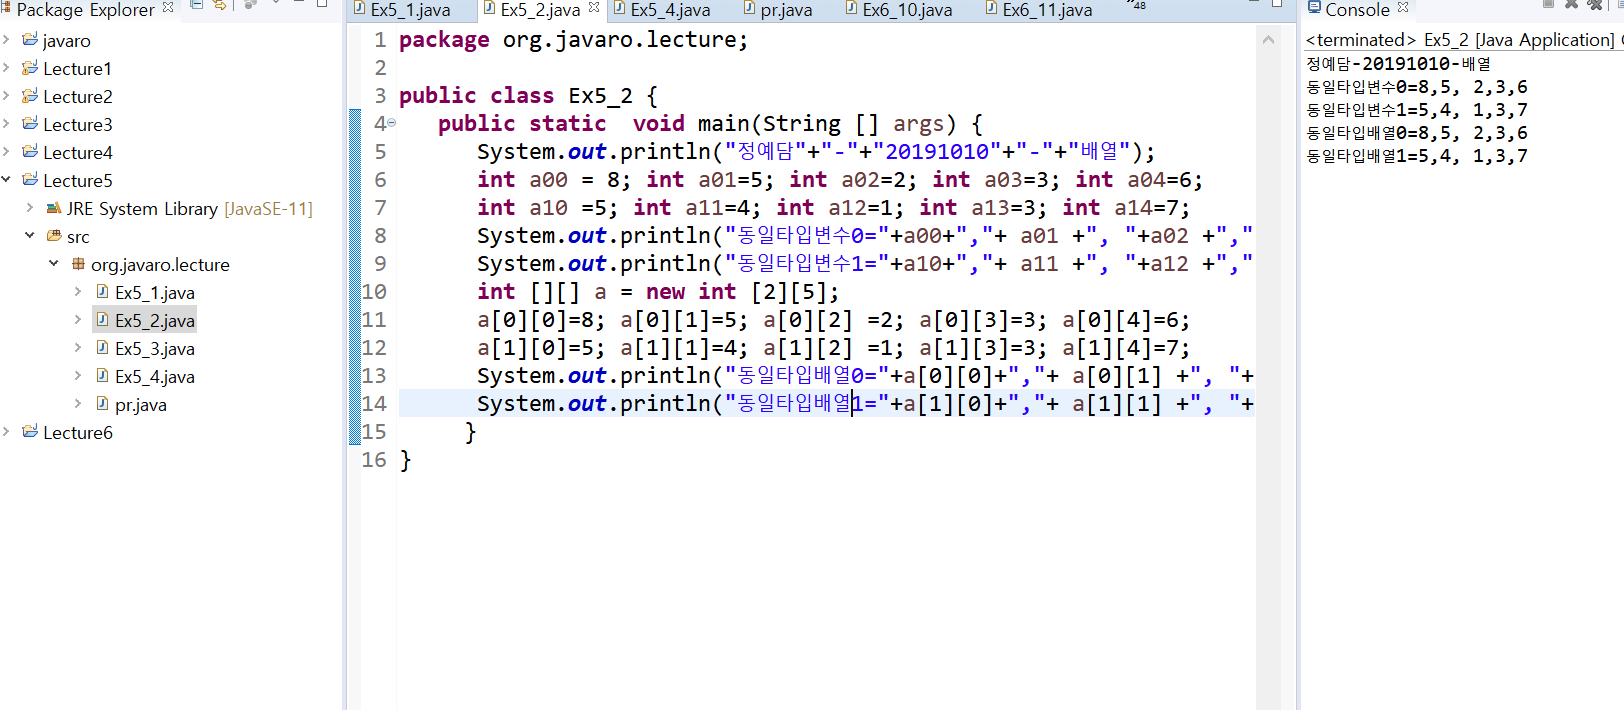 Package Explorer
javaro
Lecture1
Lecture2
Lecture3
Lecture4
Lecture5
JRE System Library [JavaSE-11]
src
org.javaro.lecture
Ex5_1.java
Ex5_2.java
Ex5_3.java
Ex5_4.java
pr.java
Lecture6
Ex5_1.java Ex5_2.java Ex5_4.java pr.java Ex6_10.java Ex6_11.java "48
1 package org.javaro.lecture;
2
3 public class Ex5_2 {
4 public static  void main(String [] args) {
5 System.out.println("정예담"+"-"+"20191010"+"-"+"배열");
6 int a00 = 8; int a01=5; int a02=2; int a03=3; int a04=6;
7 int a10 =5; int a11=4; int a12=1; int a13=3; int a14=7;
8 System.out.println("동일타입변수0="+a00+","+ a01 +", "+a02 +","
9 System.out.println("동일타입변수1="+a10+","+ a11 +", "+a12 +","
10 int [][] a = new int [2][5];
11 a[0][0]=8; a[0][1]=5; a[0][2] =2; a[0][3]=3; a[0][4]=6;
12 a[1][0]=5; a[1][1]=4; a[1][2] =1; a[1][3]=3; a[1][4]=7;
13 System.out.println("동일타입배열0="+a[0][0]+","+ a[0][1] +", "+
14 System.out.println("동일타입배열1="+a[1][0]+","+ a[1][1] +", "+
15 }
16 }
Console
<terminated> Ex5_2 [Java Application]
정예담-20191010-배열
동일타입변수0=8,5, 2,3,6
동일타입변수1=5,4, 1,3,7
동일타입배열0=8,5, 2,3,6
동일타입배열1=5,4, 1,3,7